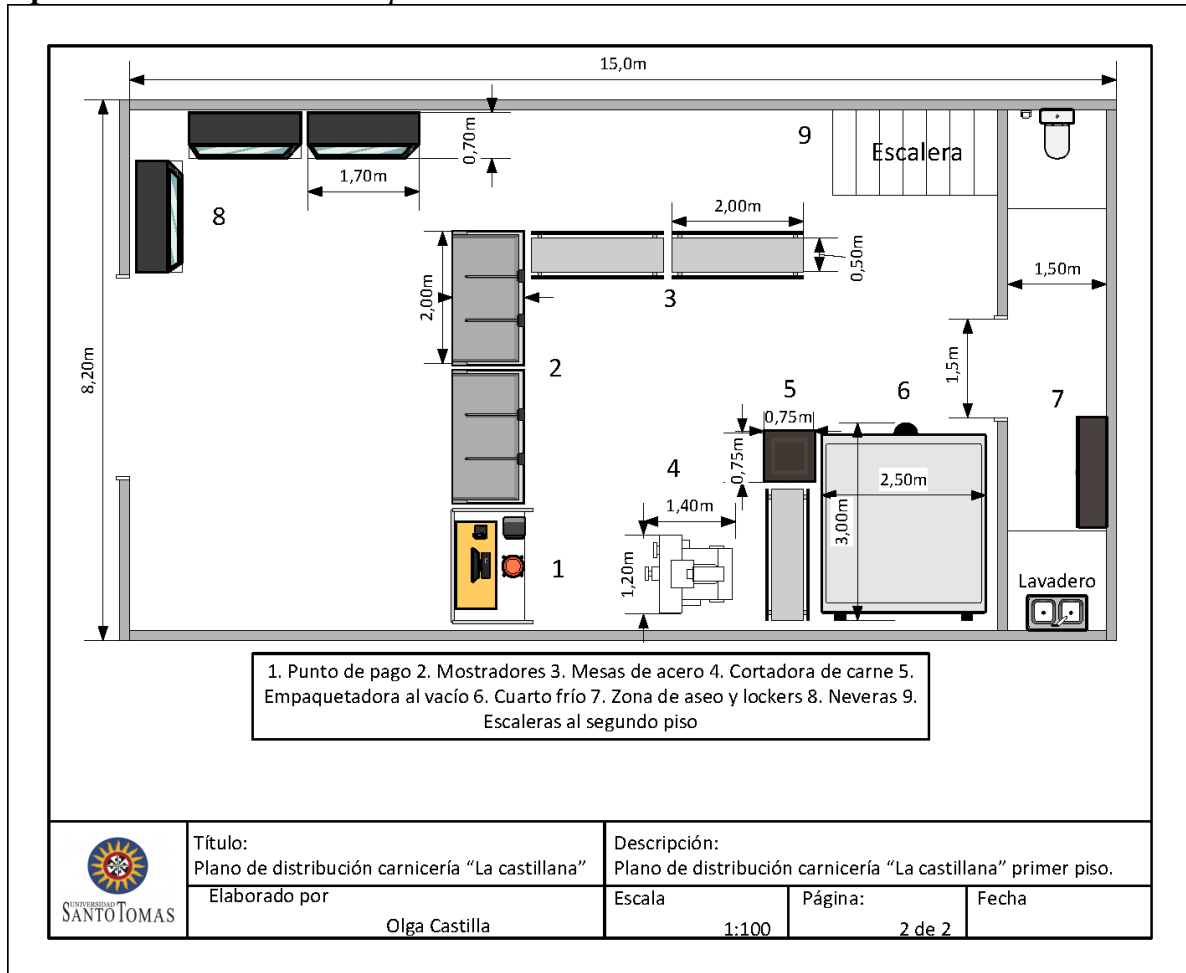 15,0m
0,70m
9
Escalera
1,70m
8
2,00m
0,50m
3
1,50m
2,00m
2
8,20m
1,5m
5
6
7
0,75m
0,75m
4
2,50m
1,40m
3,00m
1,20m
1
Lavadero
1. Punto de pago 2. Mostradores 3. Mesas de acero 4. Cortadora de carne 5.
Empaquetadora al vacío 6. Cuarto frío 7. Zona de aseo y lockers 8. Neveras 9.
Escaleras al segundo piso
Título:
Plano de distribución carnicería “La castillana”
Descripción:
Plano de distribución carnicería “La castillana” primer piso.
UNIVERSIDAD
SANTO TOMAS
Elaborado por
Olga Castilla
Escala
1:100
Página:
2 de 2
Fecha